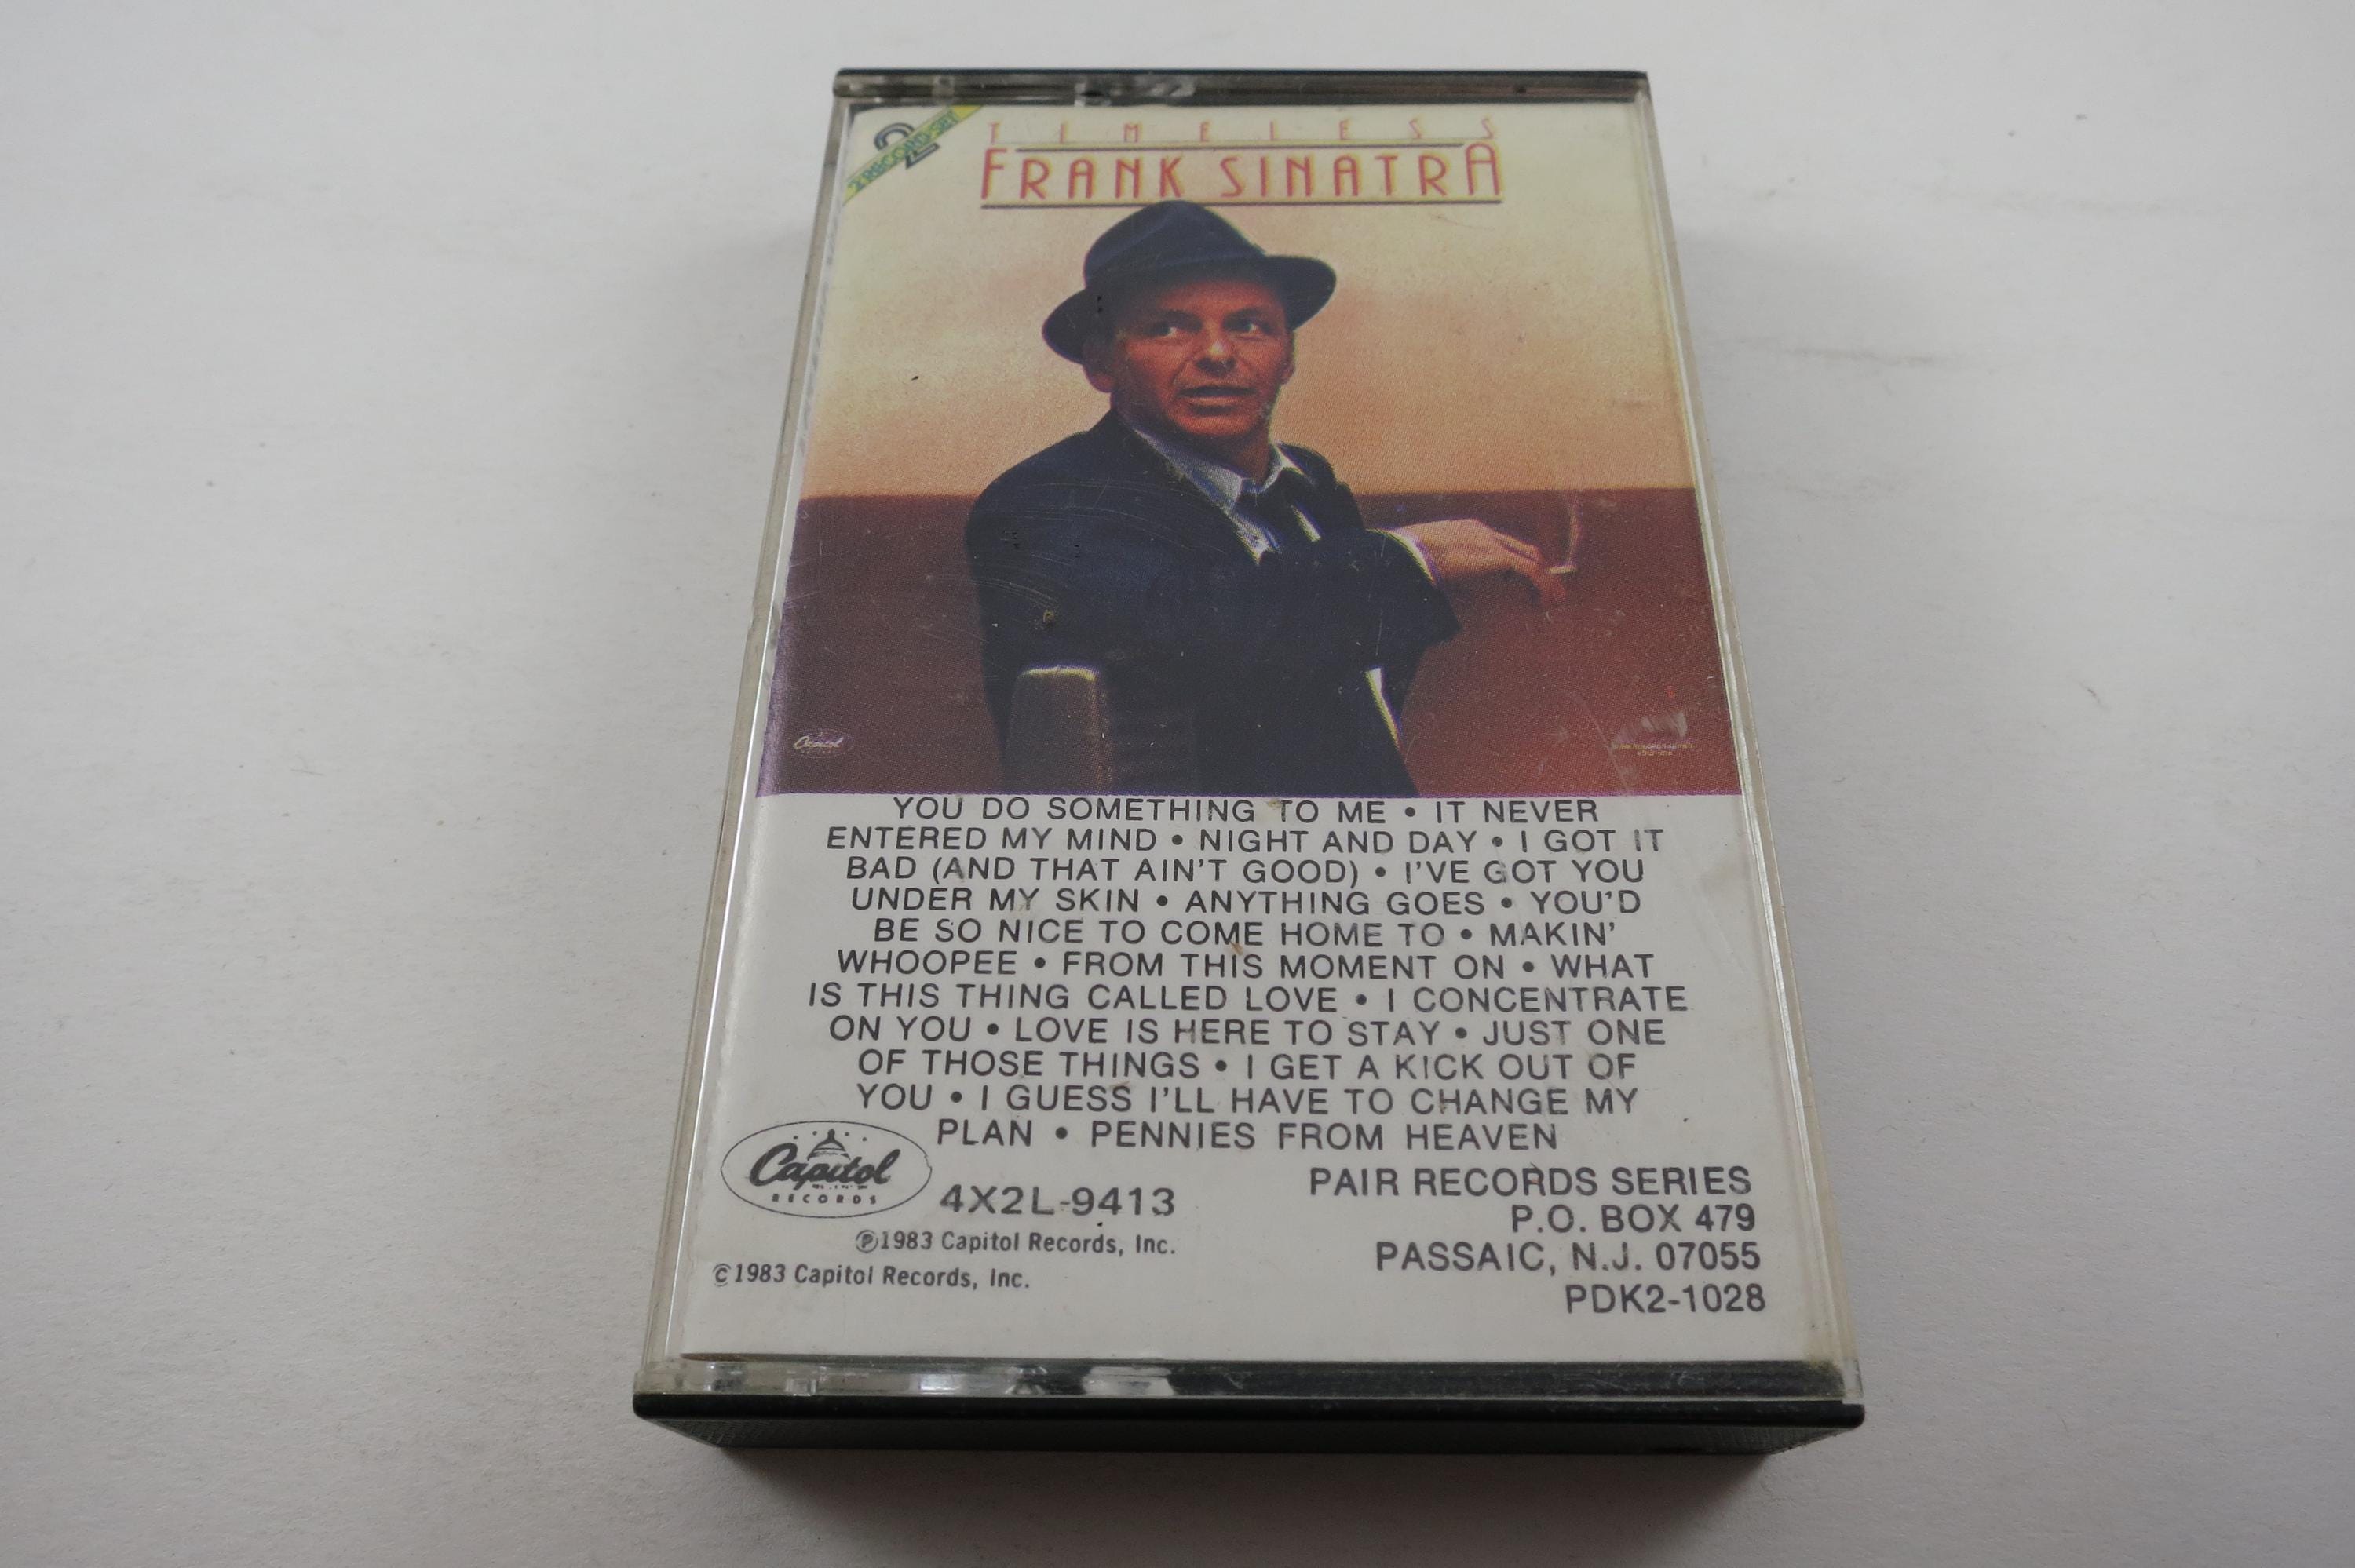 2
2 RECORD SET
TIMELESS
FRANK SINATRA
Capitol
YOU DO SOMETHING TO ME • IT NEVER
ENTERED MY MIND • NIGHT AND DAY • I GOT IT
BAD (AND THAT AIN'T GOOD) • I'VE GOT YOU
UNDER MY SKIN • ANYTHING GOES • YOU'D
BE SO NICE TO COME HOME TO • MAKIN'
WHOOPEE • FROM THIS MOMENT ON • WHAT
IS THIS THING CALLED LOVE • I CONCENTRATE
ON YOU • LOVE IS HERE TO STAY • JUST ONE
OF THOSE THINGS • I GET A KICK OUT OF
YOU • I GUESS I'LL HAVE TO CHANGE MY
PLAN • PENNIES FROM HEAVEN
Capitol
RECORDS
4X2L-9413
℗1983 Capitol Records, Inc.
©1983 Capitol Records, Inc.
PAIR RECORDS SERIES
P.O. BOX 479
PASSAIC, N.J. 07055
PDK2-1028